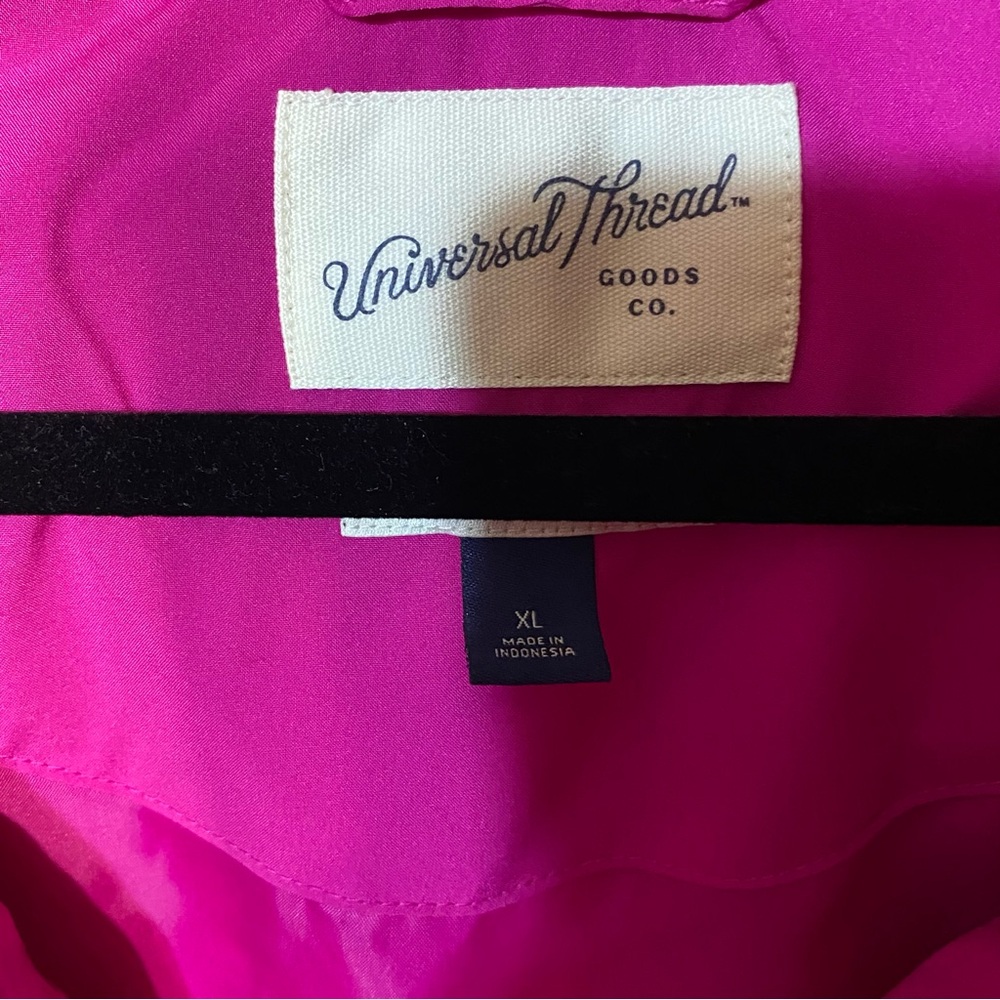 Universal Thread™
GOODS
CO.
XL
MADE IN
INDONESIA